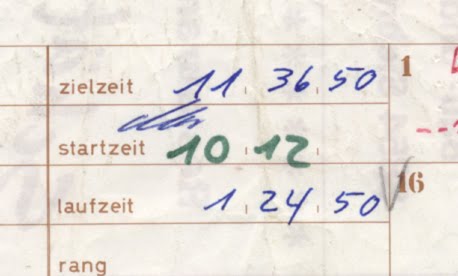 zielzeit 11 36 50
startzeit 10 12
laufzeit 1 24 50
rang
1
16